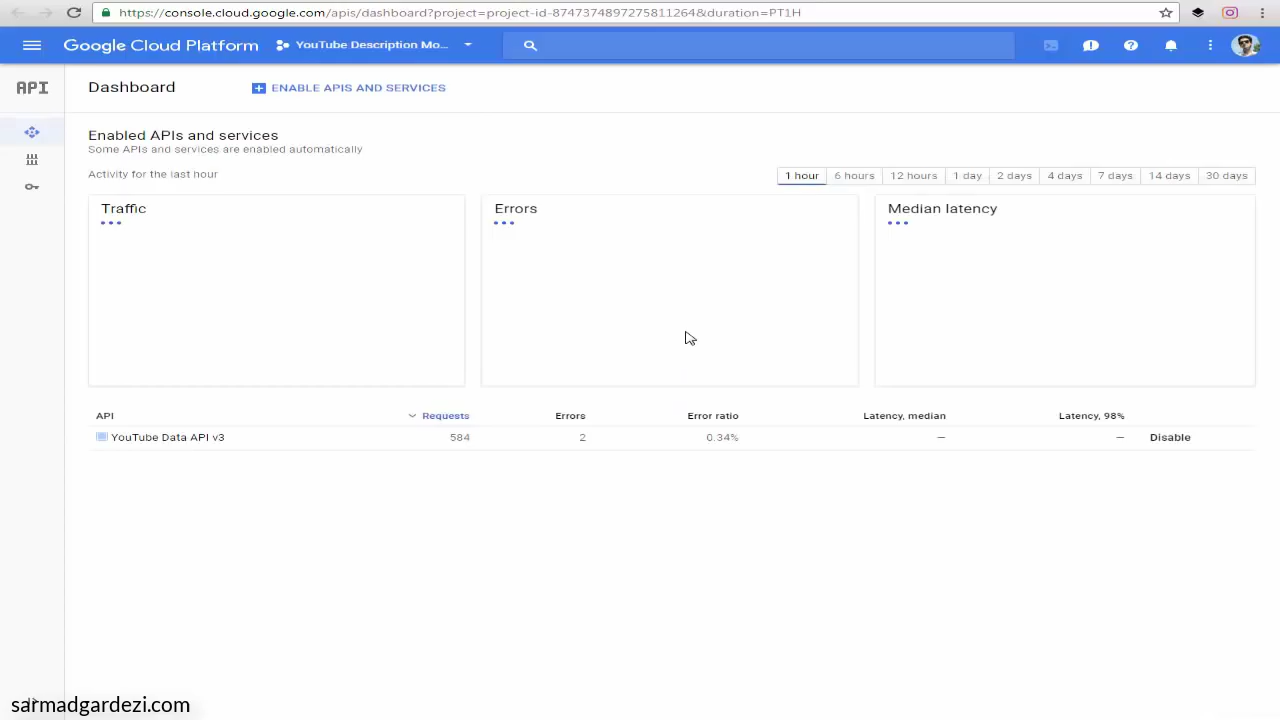 https://console.cloud.google.com/apis/dashboard?project=project-id-8747374897275811264&duration=PT1H
Google Cloud Platform
YouTube Description Mo...
API
Dashboard
ENABLE APIS AND SERVICES
Enabled APIs and services
Some APIs and services are enabled automatically
Activity for the last hour
1 hour 6 hours 12 hours 1 day 2 days 4 days 7 days 14 days 30 days
Traffic Errors Median latency
API Requests Errors Error ratio Latency, median Latency, 98%
YouTube Data API v3 584 2 0.34% — — Disable
sarmadgardezi.com